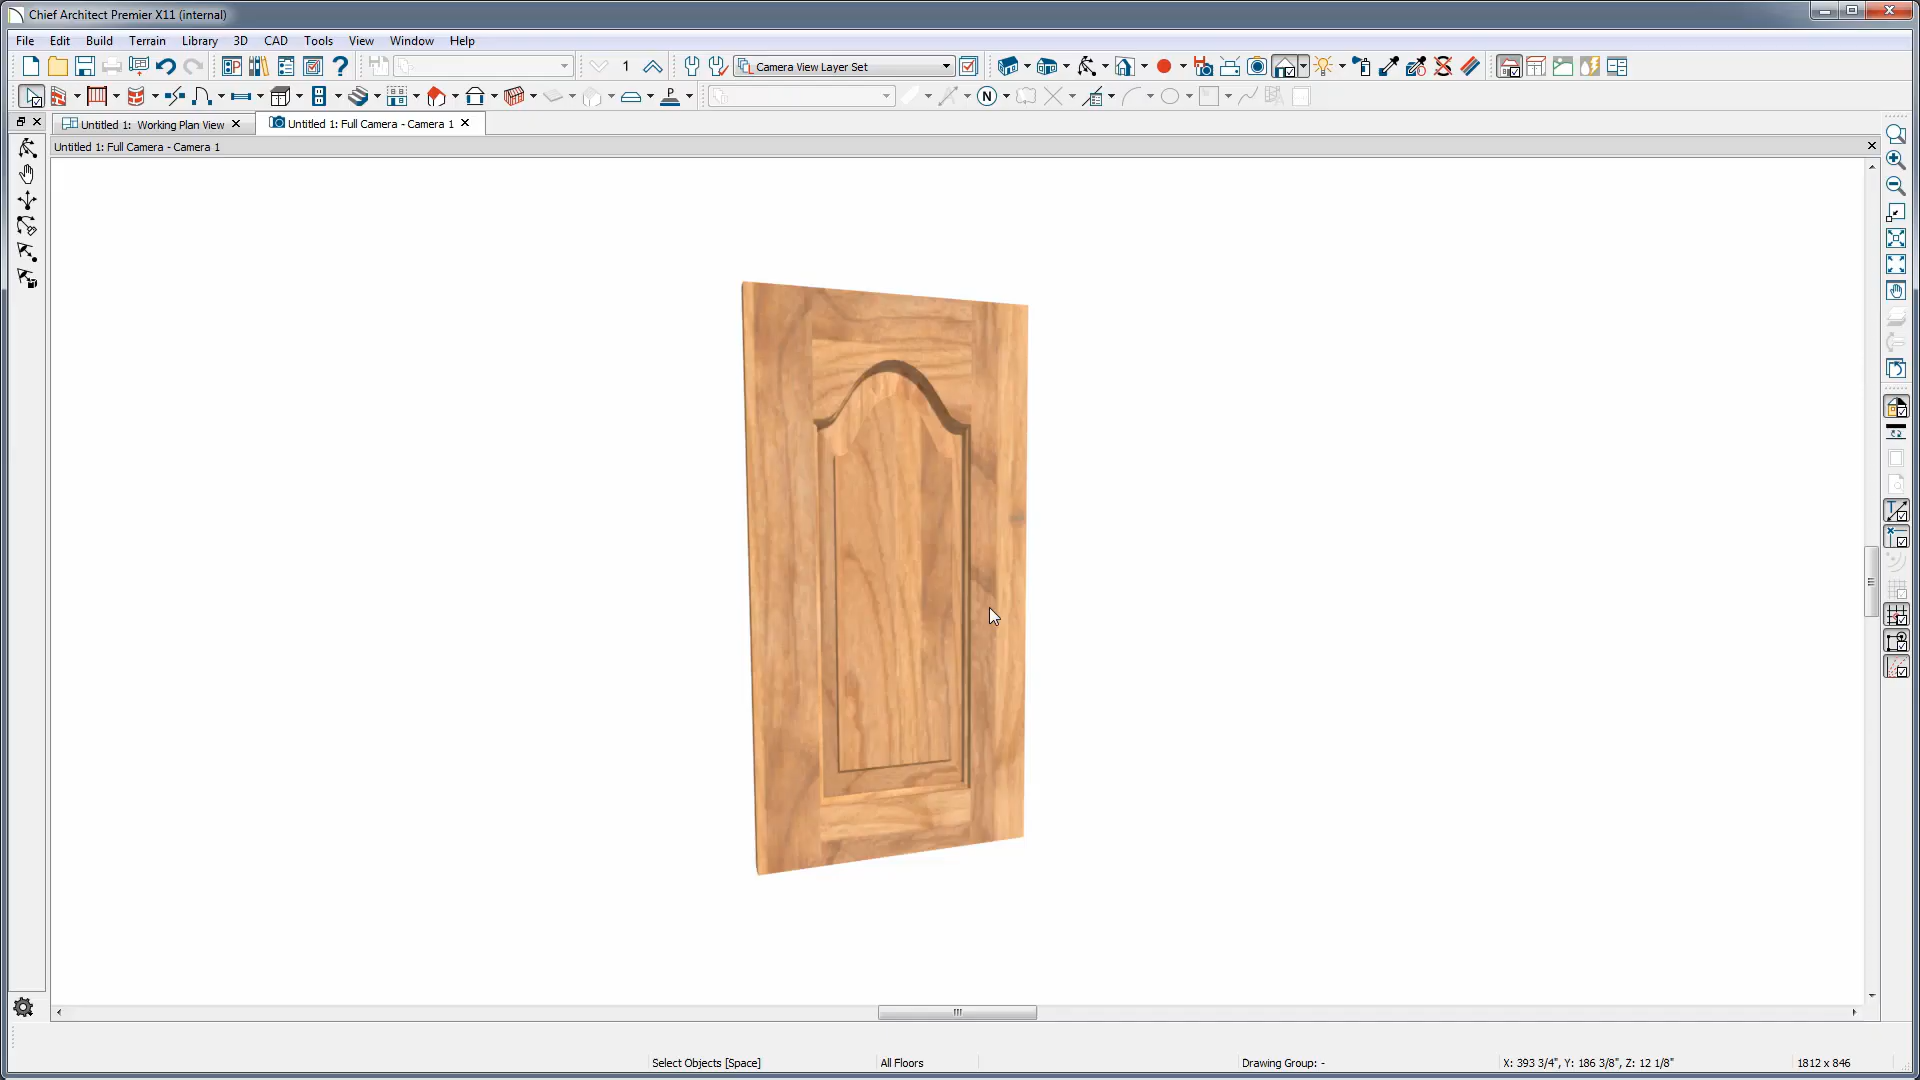 Chief Architect Premier X11 (internal)
File Edit Build Terrain Library 3D CAD Tools View Window Help
1 Camera View Layer Set
N P
Untitled 1: Working Plan View Untitled 1: Full Camera - Camera 1
Untitled 1: Full Camera - Camera 1
Select Objects [Space] All Floors Drawing Group: - X: 393 3/4", Y: 186 3/8", Z: 12 1/8" 1812 x 846